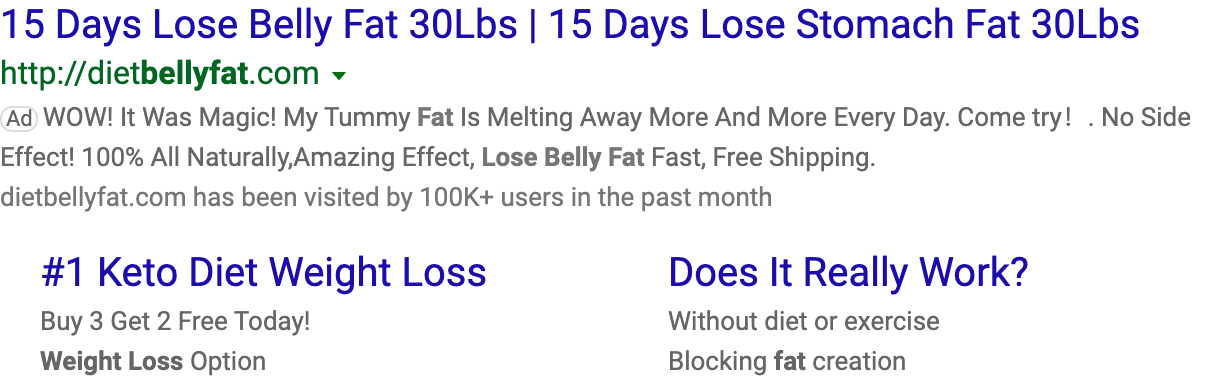 15 Days Lose Belly Fat 30Lbs | 15 Days Lose Stomach Fat 30Lbs
http://dietbellyfat.com
Ad WOW! It Was Magic! My Tummy Fat Is Melting Away More And More Every Day. Come try！ . No Side
Effect! 100% All Naturally,Amazing Effect, Lose Belly Fat Fast, Free Shipping.
dietbellyfat.com has been visited by 100K+ users in the past month
#1 Keto Diet Weight Loss
Buy 3 Get 2 Free Today!
Weight Loss Option
Does It Really Work?
Without diet or exercise
Blocking fat creation